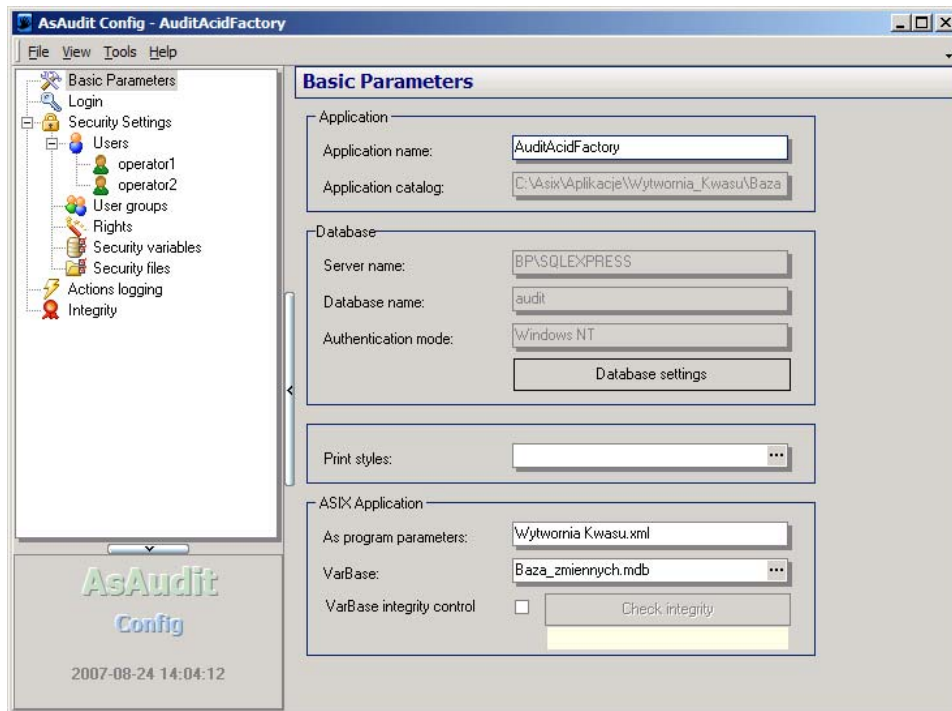 AsAudit Config - AuditAcidFactory
File View Tools Help
Basic Parameters
Login
Security Settings
Users
operator1
operator2
User groups
Rights
Security variables
Security files
Actions logging
Integrity
AsAudit
Config
2007-08-24 14:04:12
Basic Parameters
Application
Application name: AuditAcidFactory
Application catalog: C:\Asix\Aplikacje\Wytwornia_Kwasu\Baza
Database
Server name: BP\SQLEXPRESS
Database name: audit
Authentication mode: Windows NT
Database settings
Print styles: ...
ASIX Application
As program parameters: Wytwornia Kwasu.xml
VarBase: Baza_zmiennych.mdb ...
VarBase integrity control Check integrity